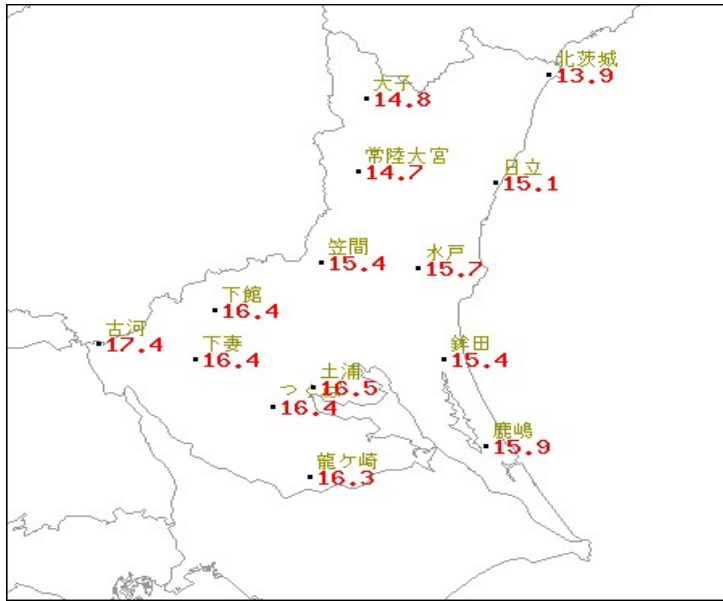 北茨城
13.9
大子
14.8
常陸大宮
14.7
日立
15.1
笠間
15.4
水戸
15.7
下館
16.4
古河
17.4
下妻
16.4
鉾田
15.4
土浦
16.5
つくば
16.4
鹿嶋
15.9
龍ケ崎
16.3